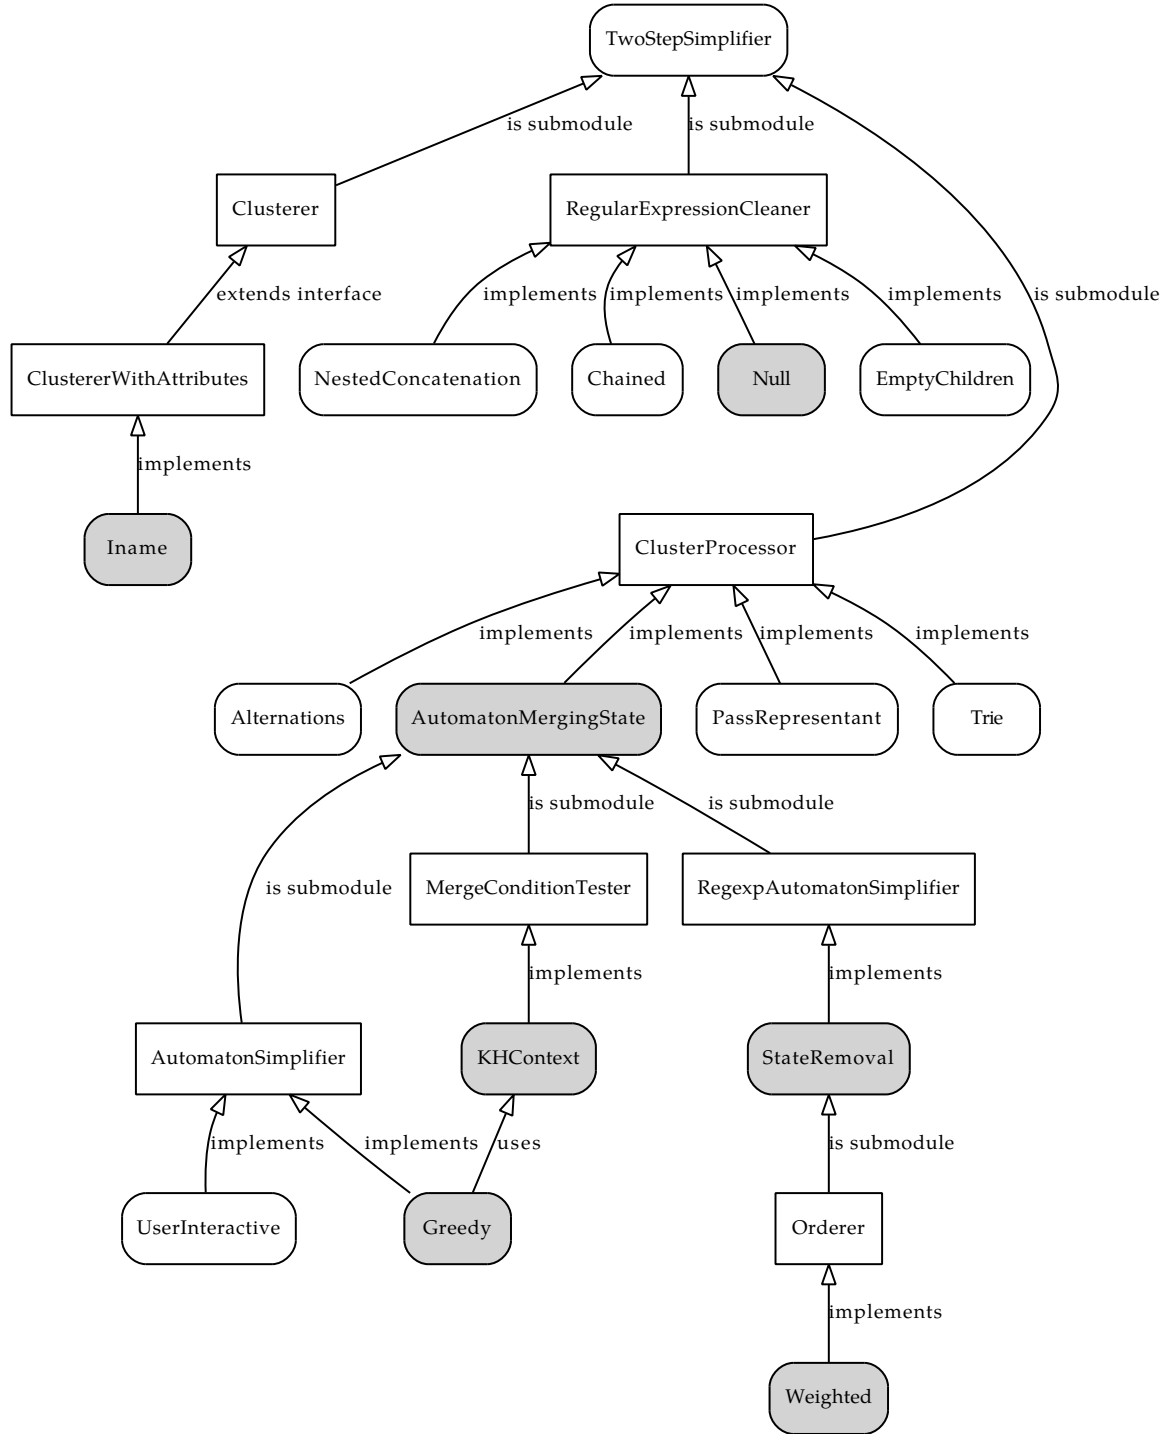 TwoStepSimplifier
is submodule
is submodule
Clusterer
RegularExpressionCleaner
extends interface
implements
implements
implements
implements
is submodule
ClustererWithAttributes
NestedConcatenation
Chained
Null
EmptyChildren
implements
Iname
ClusterProcessor
implements
implements
implements
implements
Alternations
AutomatonMergingState
PassRepresentant
Trie
is submodule
is submodule
is submodule
MergeConditionTester
RegexpAutomatonSimplifier
implements
implements
AutomatonSimplifier
KHContext
StateRemoval
implements
implements
uses
is submodule
UserInteractive
Greedy
Orderer
implements
Weighted